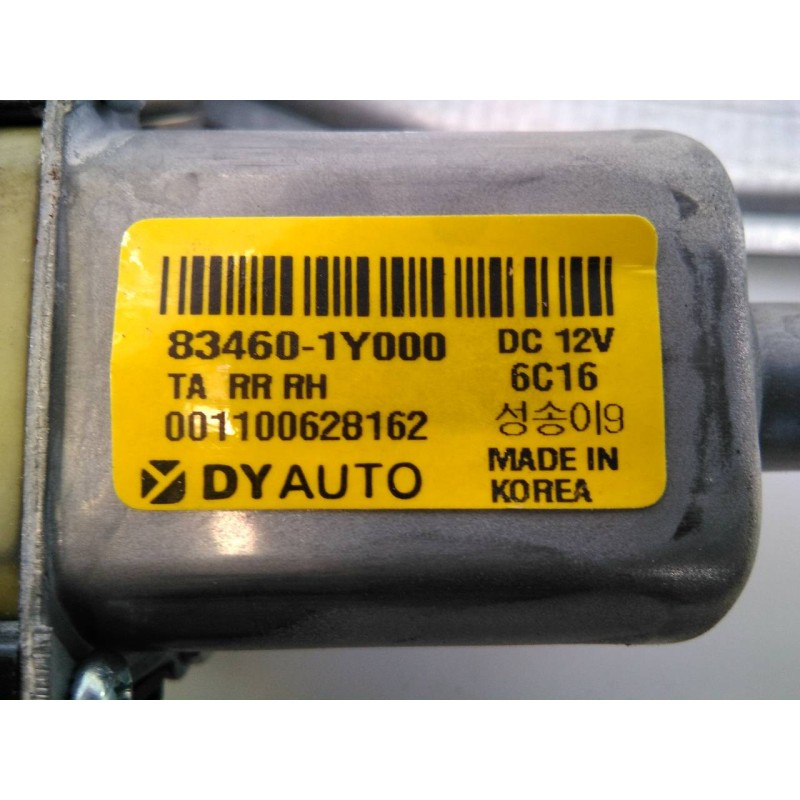 83460-1Y000 DC 12V
TA RR RH 6C16
001100628162 성송이9
DYAUTO MADE IN
KOREA